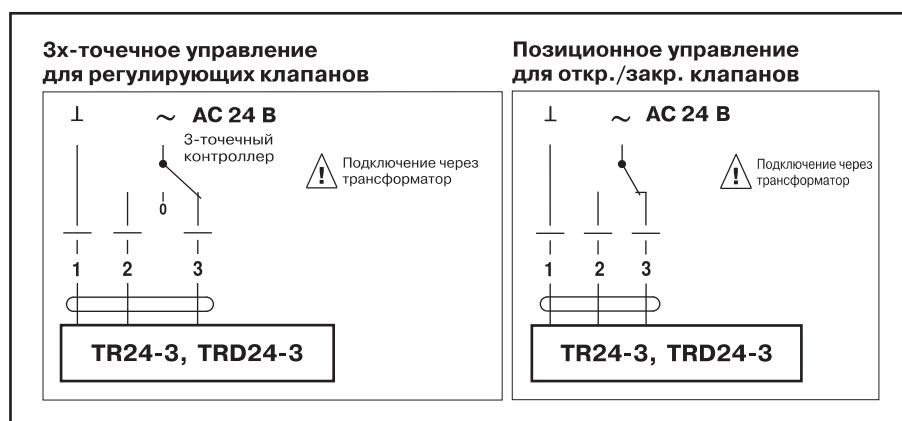 3х-точечное управление
для регулирующих клапанов
⊥ ~ AC 24 В
3-точечный
контроллер
Подключение через
трансформатор
!
0
1 2 3
TR24-3, TRD24-3
Позиционное управление
для откр./закр. клапанов
⊥ ~ AC 24 В
Подключение через
трансформатор
!
1 2 3
TR24-3, TRD24-3